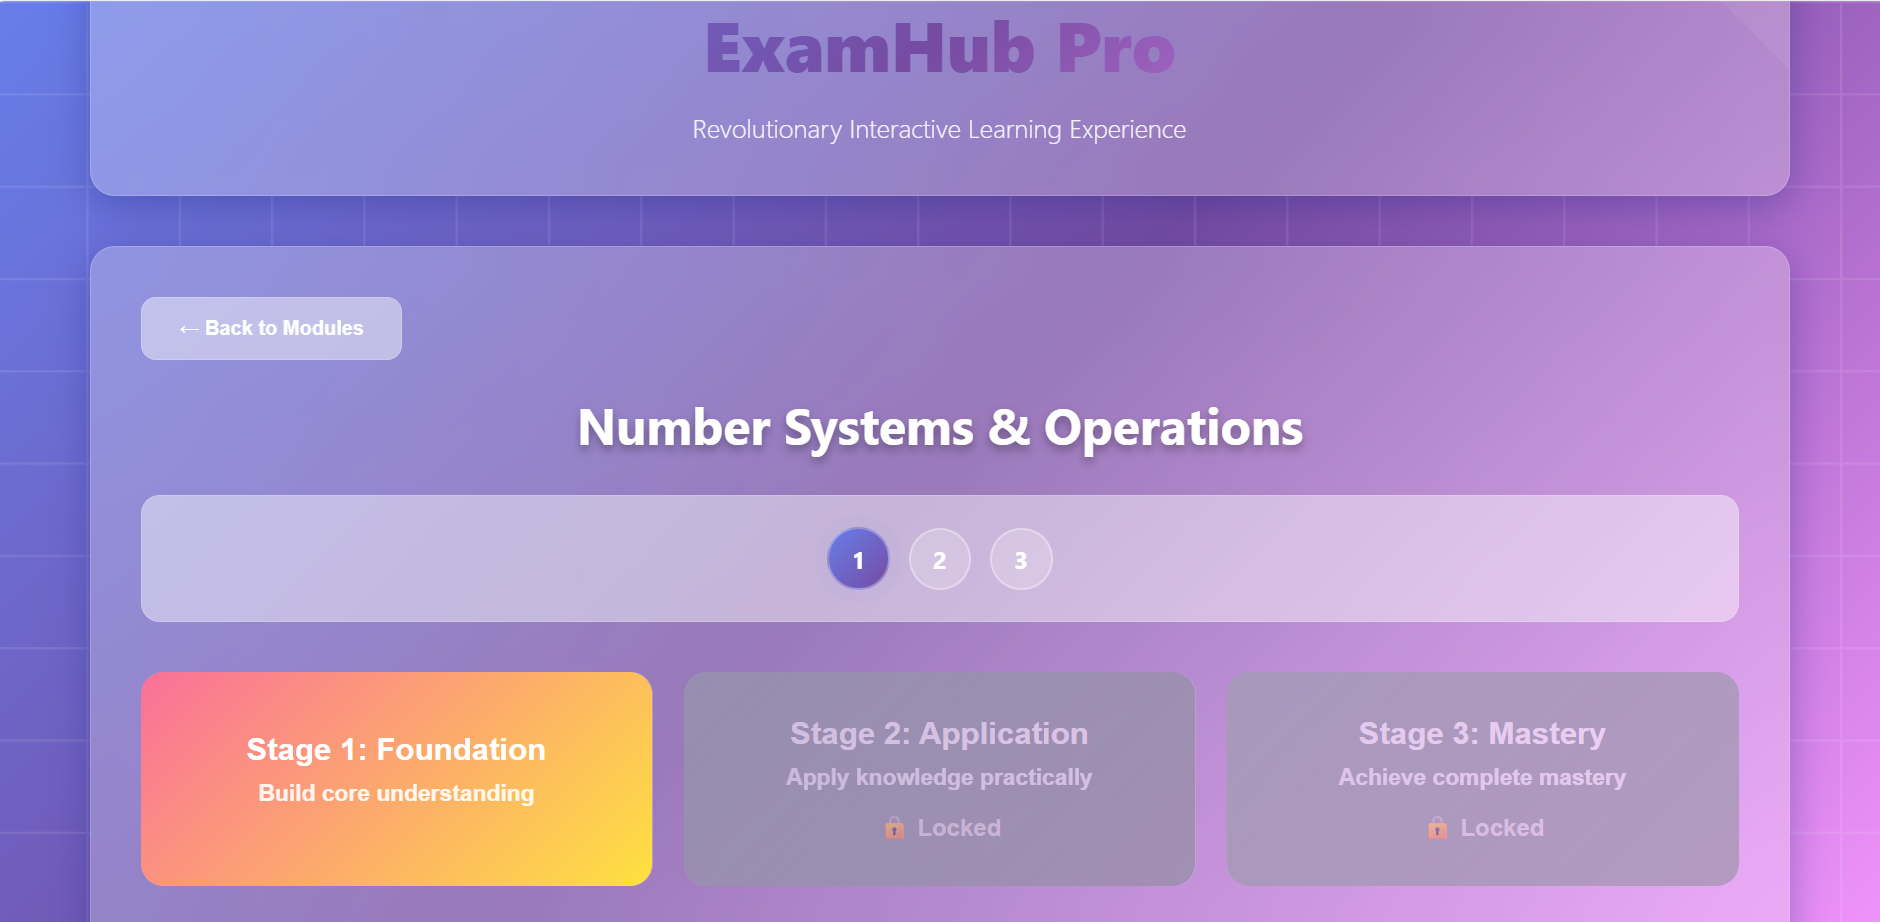 ExamHub Pro
Revolutionary Interactive Learning Experience
← Back to Modules
Number Systems & Operations
1 2 3
Stage 1: Foundation
Build core understanding
Stage 2: Application
Apply knowledge practically
🔒 Locked
Stage 3: Mastery
Achieve complete mastery
🔒 Locked